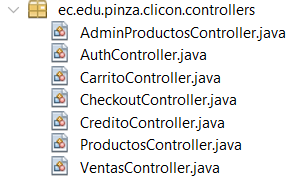 ec.edu.pinza.clicon.controllers
AdminProductosController.java
AuthController.java
CarritoController.java
CheckoutController.java
CreditoController.java
ProductosController.java
VentasController.java